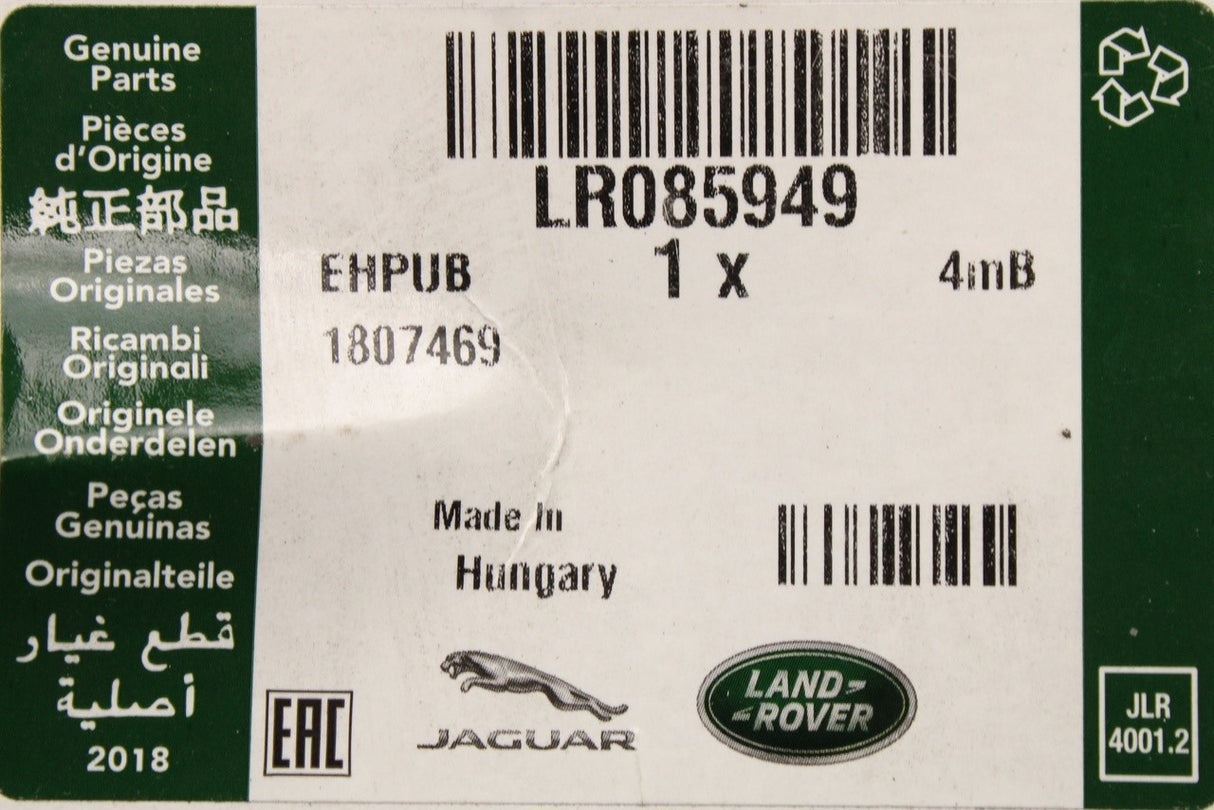 Genuine
Parts
Pièces
d'Origine
純正部品
Piezas
Originales
Ricambi
Originali
Originele
Onderdelen
Peças
Genuinas
Originalteile
قطع غيار
أصلية
2018
LR085949
EHPUB 1 x 4mB
1807469
Made In
Hungary
EAC
JAGUAR
LAND
ROVER
JLR
4001.2